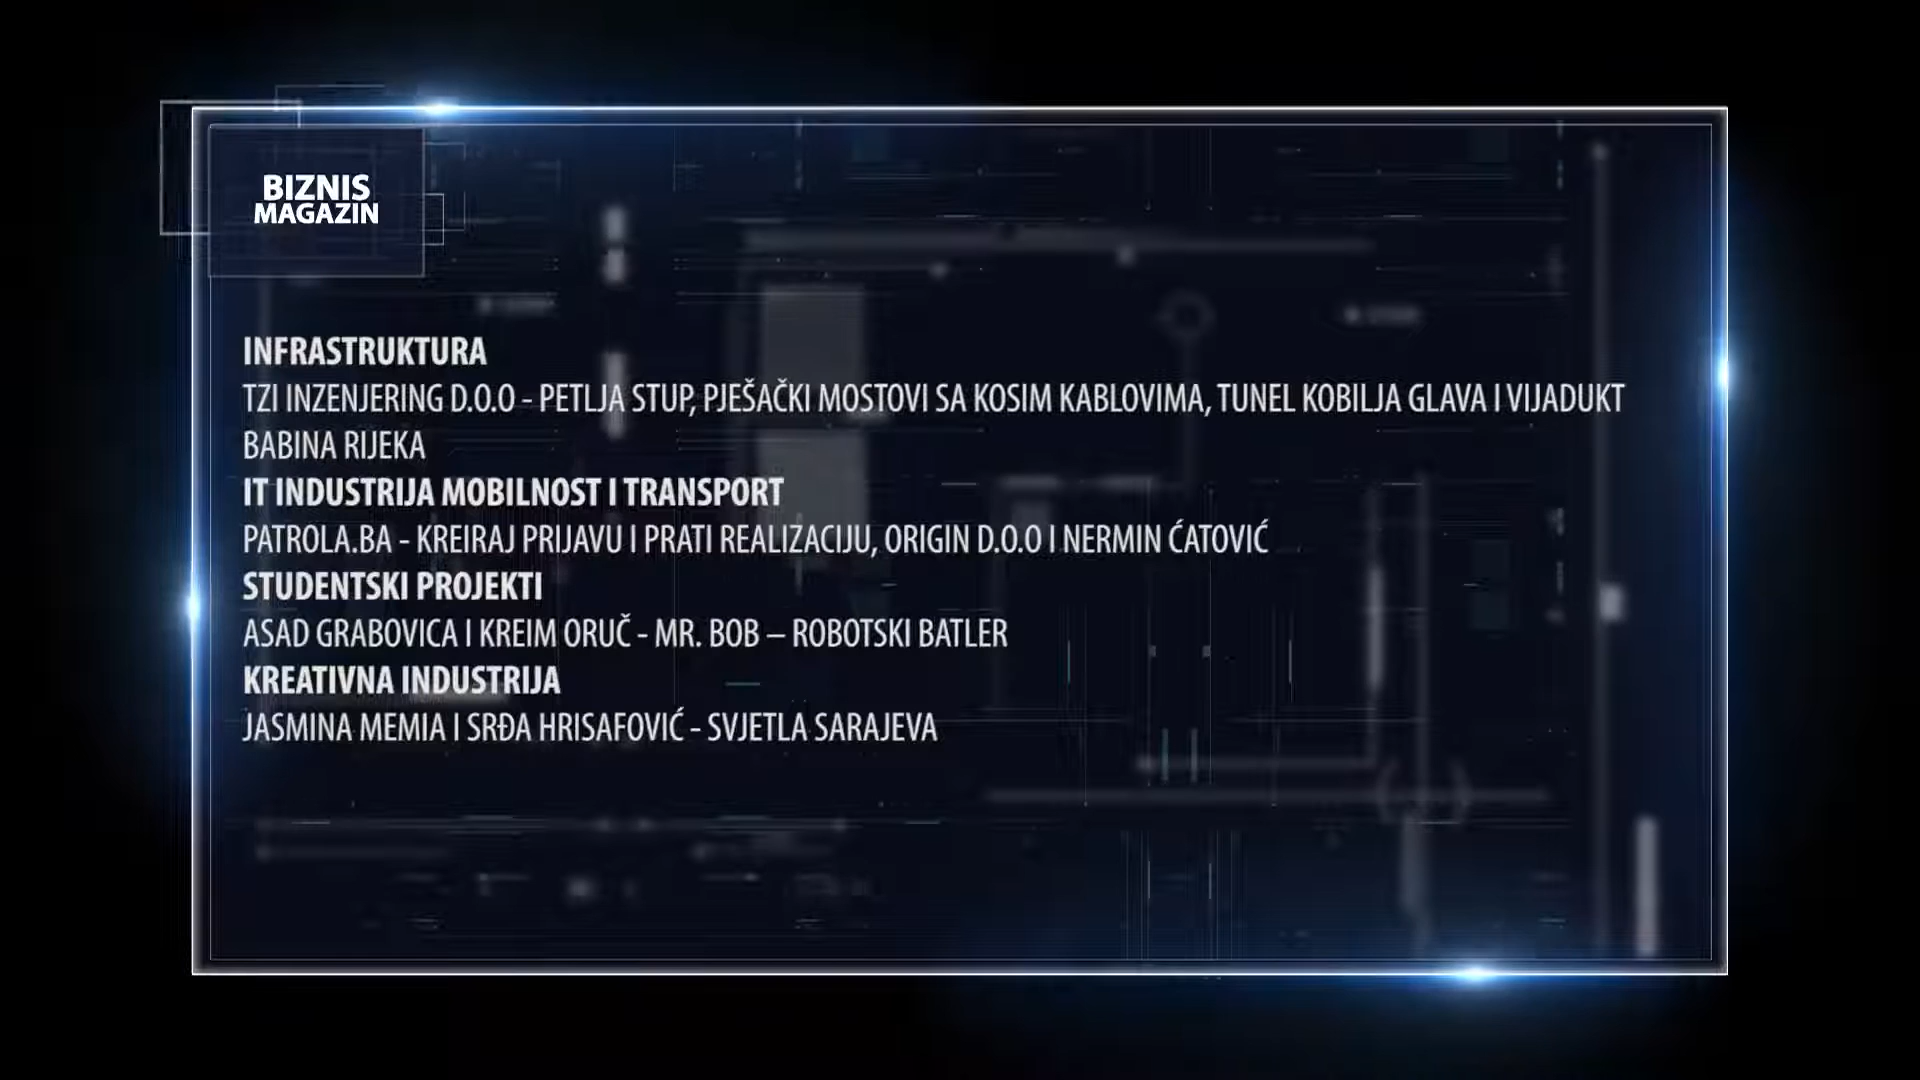 BIZNIS
MAGAZIN
INFRASTRUKTURA
TZI INZENJERING D.O.O - PETLJA STUP, PJEŠAČKI MOSTOVI SA KOSIM KABLOVIMA, TUNEL KOBILJA GLAVA I VIJADUKT
BABINA RIJEKA
IT INDUSTRIJA MOBILNOST I TRANSPORT
PATROLA.BA - KREIRAJ PRIJAVU I PRATI REALIZACIJU, ORIGIN D.O.O I NERMIN ĆATOVIĆ
STUDENTSKI PROJEKTI
ASAD GRABOVICA I KREIM ORUČ - MR. BOB – ROBOTSKI BATLER
KREATIVNA INDUSTRIJA
JASMINA MEMIA I SRĐA HRISAFOVIĆ - SVJETLA SARAJEVA